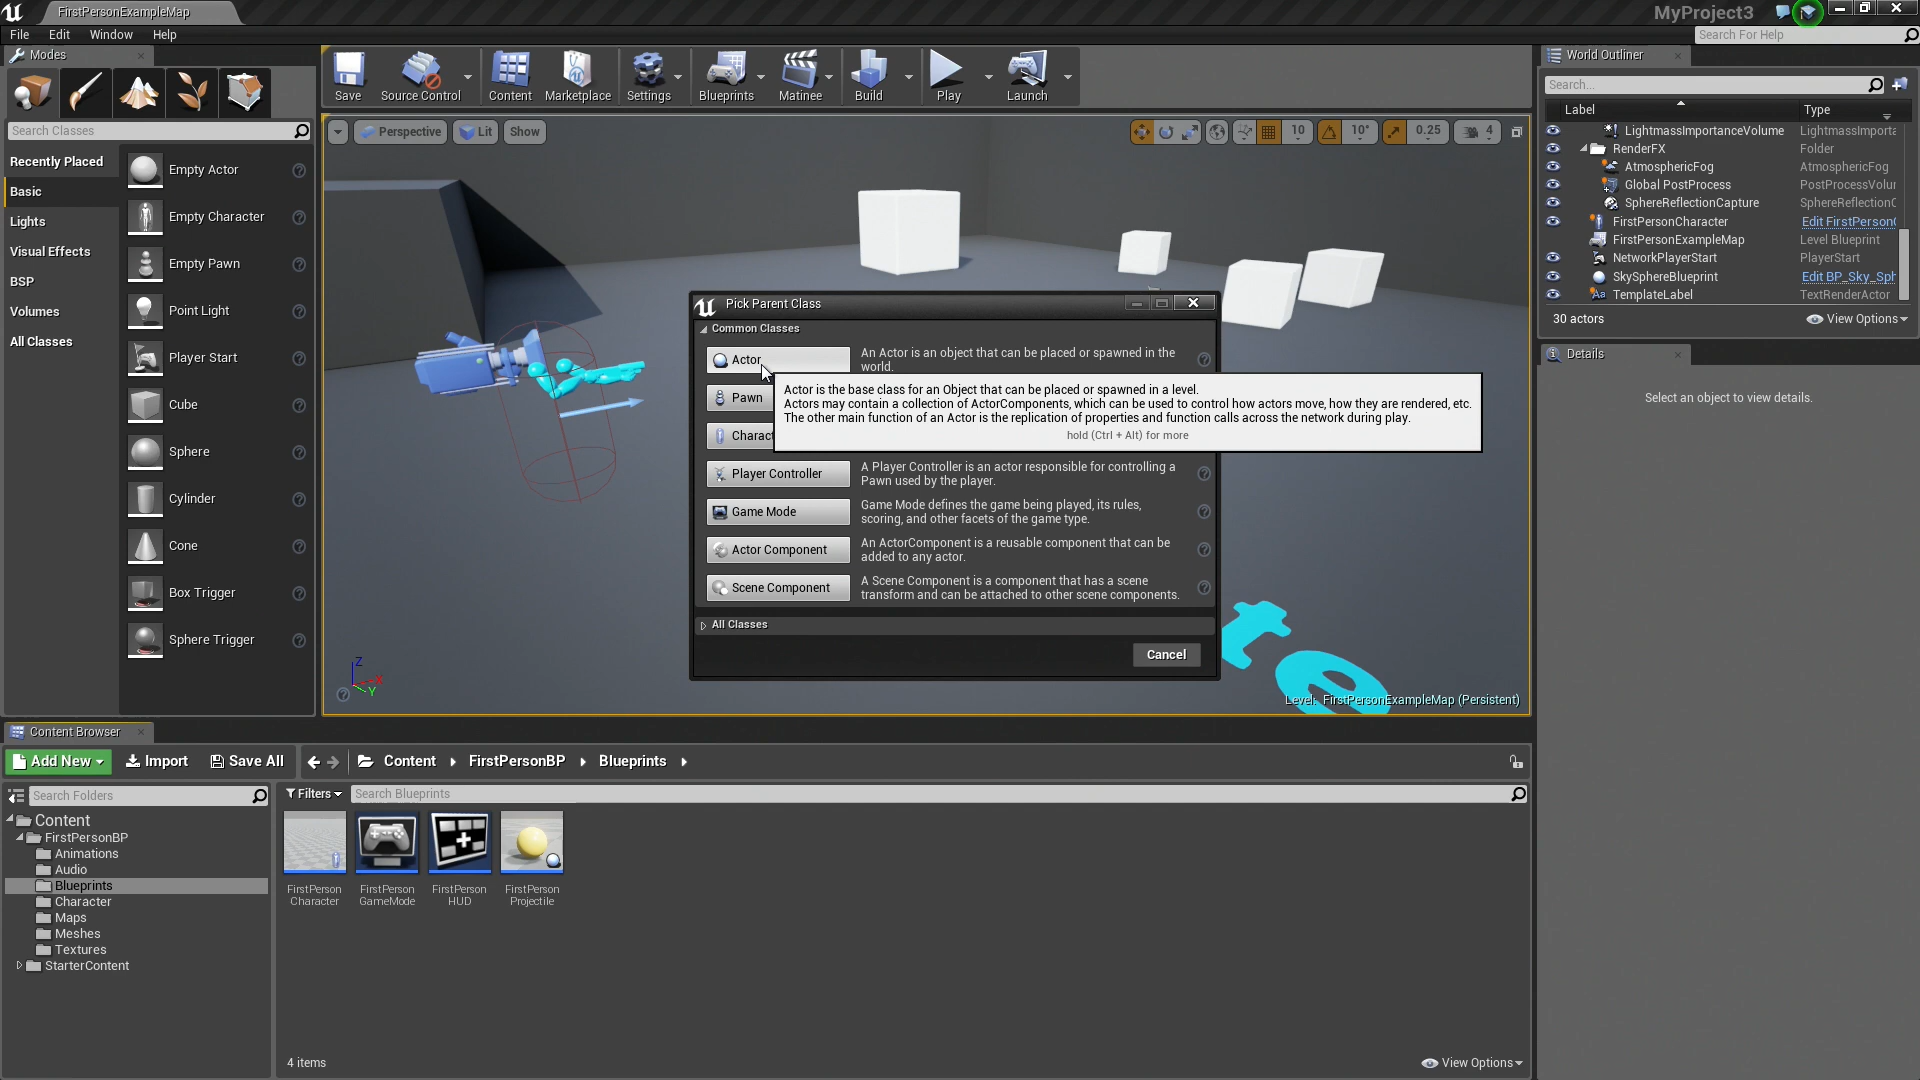 FirstPersonExampleMap
MyProject3
File Edit Window Help
Search For Help
Modes
Save
Source Control
Content
Marketplace
Settings
Blueprints
Matinee
Build
Play
Launch
Search Classes
Recently Placed
Basic
Lights
Visual Effects
BSP
Volumes
All Classes
Empty Actor
Empty Character
Empty Pawn
Point Light
Player Start
Cube
Sphere
Cylinder
Cone
Box Trigger
Sphere Trigger
Perspective
Lit
Show
10
10°
0.25
4
Pick Parent Class
Common Classes
Actor
An Actor is an object that can be placed or spawned in the
world.
Pawn
Charact
Actor is the base class for an Object that can be placed or spawned in a level.
Actors may contain a collection of ActorComponents, which can be used to control how actors move, how they are rendered, etc.
The other main function of an Actor is the replication of properties and function calls across the network during play.
hold (Ctrl + Alt) for more
Player Controller
A Player Controller is an actor responsible for controlling a
Pawn used by the player.
Game Mode
Game Mode defines the game being played, its rules,
scoring, and other facets of the game type.
Actor Component
An ActorComponent is a reusable component that can be
added to any actor.
Scene Component
A Scene Component is a component that has a scene
transform and can be attached to other scene components.
All Classes
Cancel
Z
X
Y
Level: FirstPersonExampleMap (Persistent)
World Outliner
Search...
Label Type
LightmassImportanceVolume LightmassImporta
RenderFX Folder
AtmosphericFog AtmosphericFog
Global PostProcess PostProcessVolur
SphereReflectionCapture SphereReflectionC
FirstPersonCharacter Edit FirstPersonC
FirstPersonExampleMap Level Blueprint
NetworkPlayerStart PlayerStart
SkySphereBlueprint Edit BP_Sky_Sph
TemplateLabel TextRenderActor
30 actors View Options
Details
Select an object to view details.
Content Browser
Add New Import Save All Content FirstPersonBP Blueprints
Search Folders
Filters Search Blueprints
Content
FirstPersonBP
Animations
Audio
Blueprints
Character
Maps
Meshes
Textures
StarterContent
FirstPerson
Character
FirstPerson
GameMode
FirstPerson
HUD
FirstPerson
Projectile
4 items
View Options